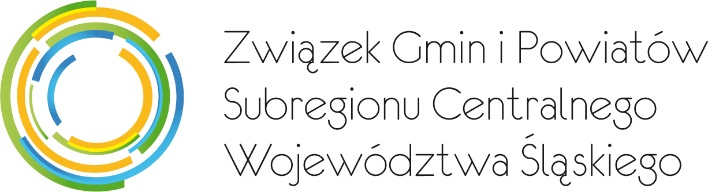 Związek Gmin i Powiatów
Subregionu Centralnego
Województwa Śląskiego